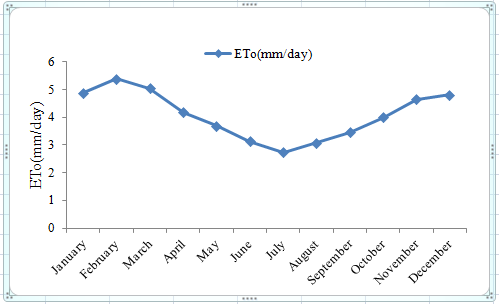 ETo(mm/day)
6
5
4
3
2
1
0
ETo(mm/day)
January
February
March
April
May
June
July
August
September
October
November
December